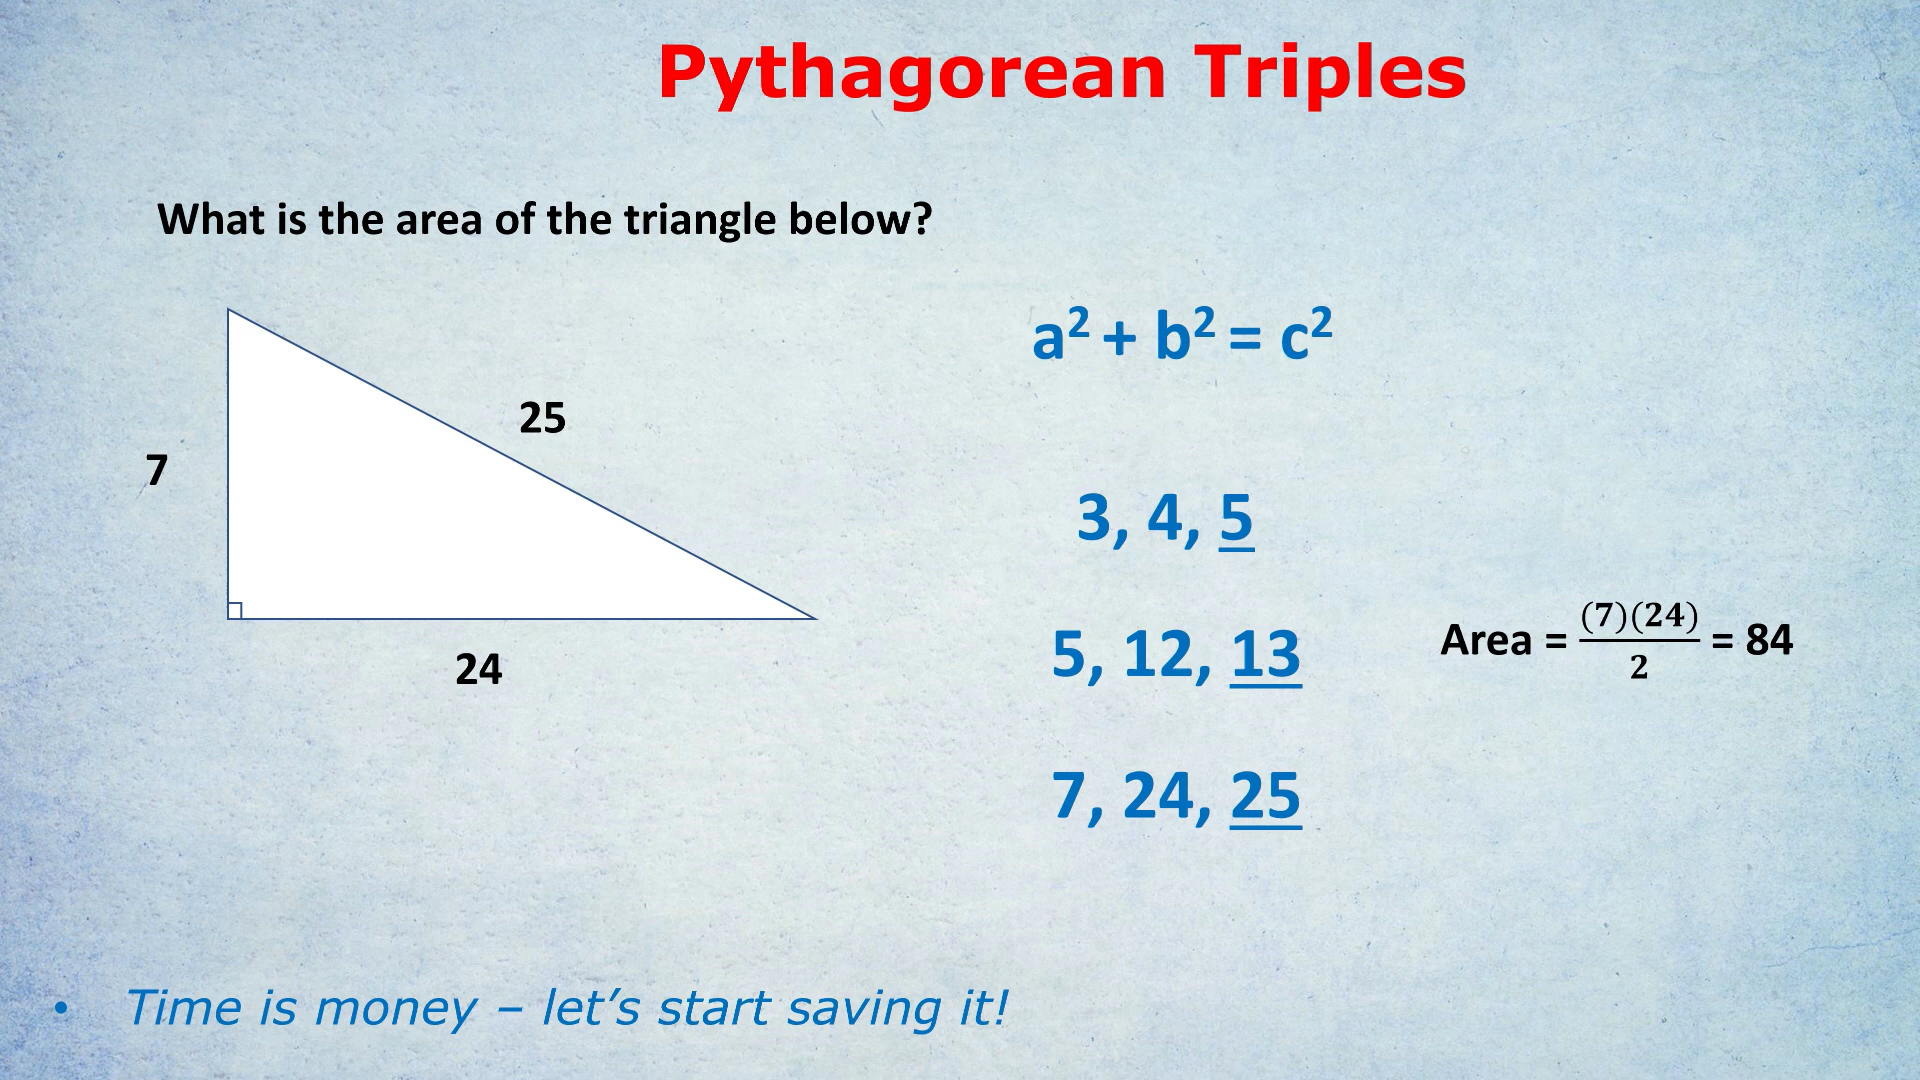 Pythagorean Triples
What is the area of the triangle below?
a² + b² = c²
25
7
3, 4, 5
5, 12, 13
Area = (7)(24)/2 = 84
24
7, 24, 25
• Time is money – let’s start saving it!